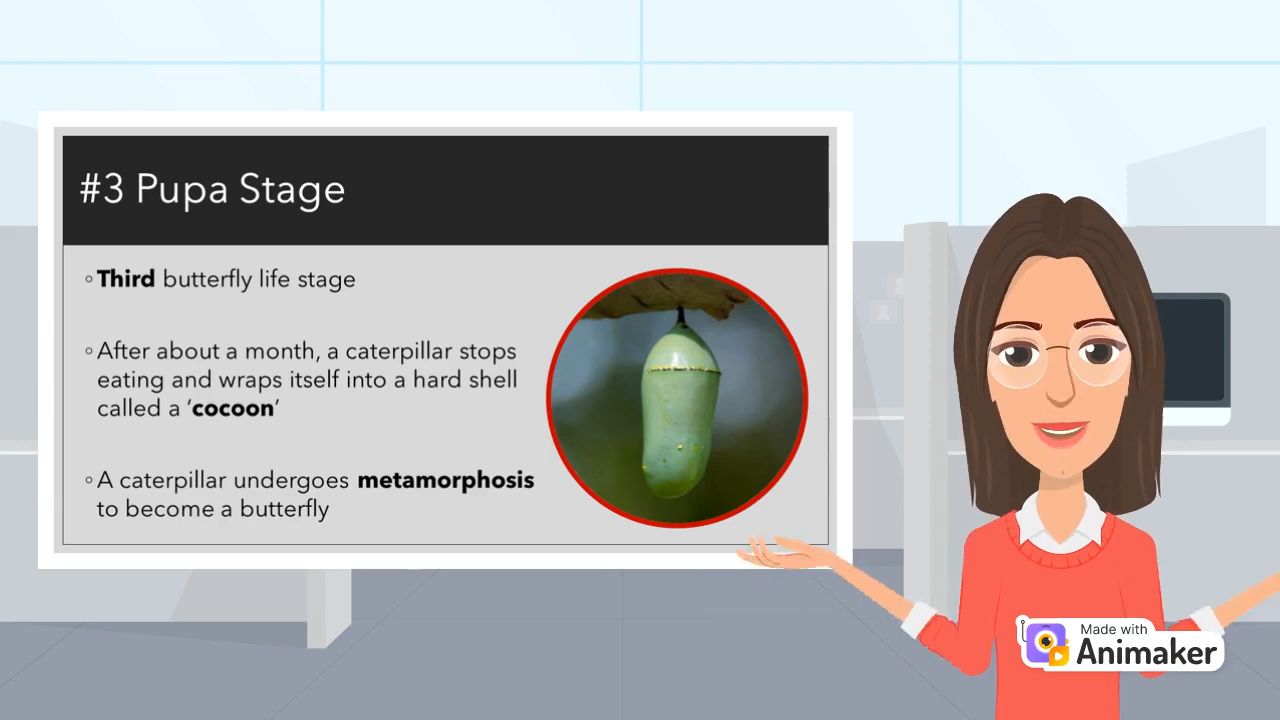 #3 Pupa Stage
◦Third butterfly life stage
◦After about a month, a caterpillar stops
eating and wraps itself into a hard shell
called a ‘cocoon’
◦A caterpillar undergoes metamorphosis
to become a butterfly
Made with
Animaker